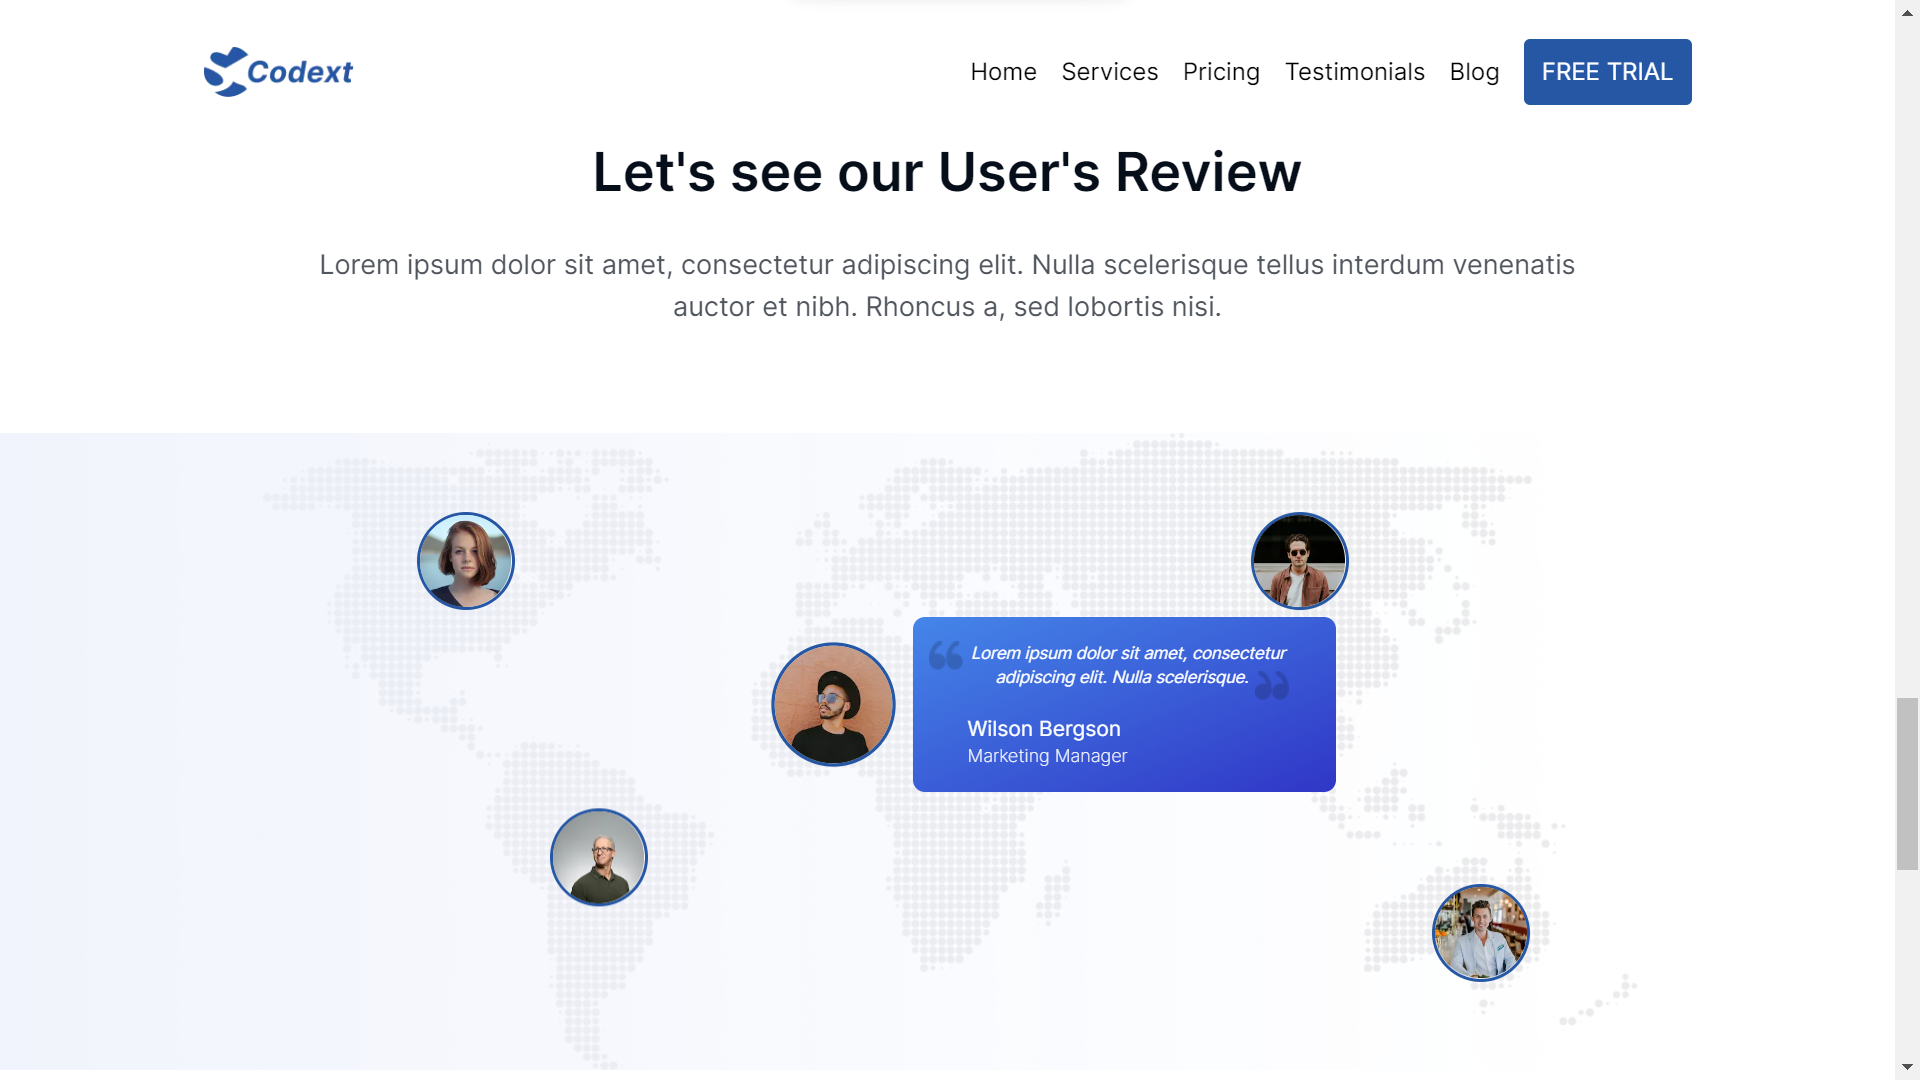 Codext
Home Services Pricing Testimonials Blog FREE TRIAL
Let's see our User's Review
Lorem ipsum dolor sit amet, consectetur adipiscing elit. Nulla scelerisque tellus interdum venenatis
auctor et nibh. Rhoncus a, sed lobortis nisi.
“ Lorem ipsum dolor sit amet, consectetur
adipiscing elit. Nulla scelerisque. ”
Wilson Bergson
Marketing Manager